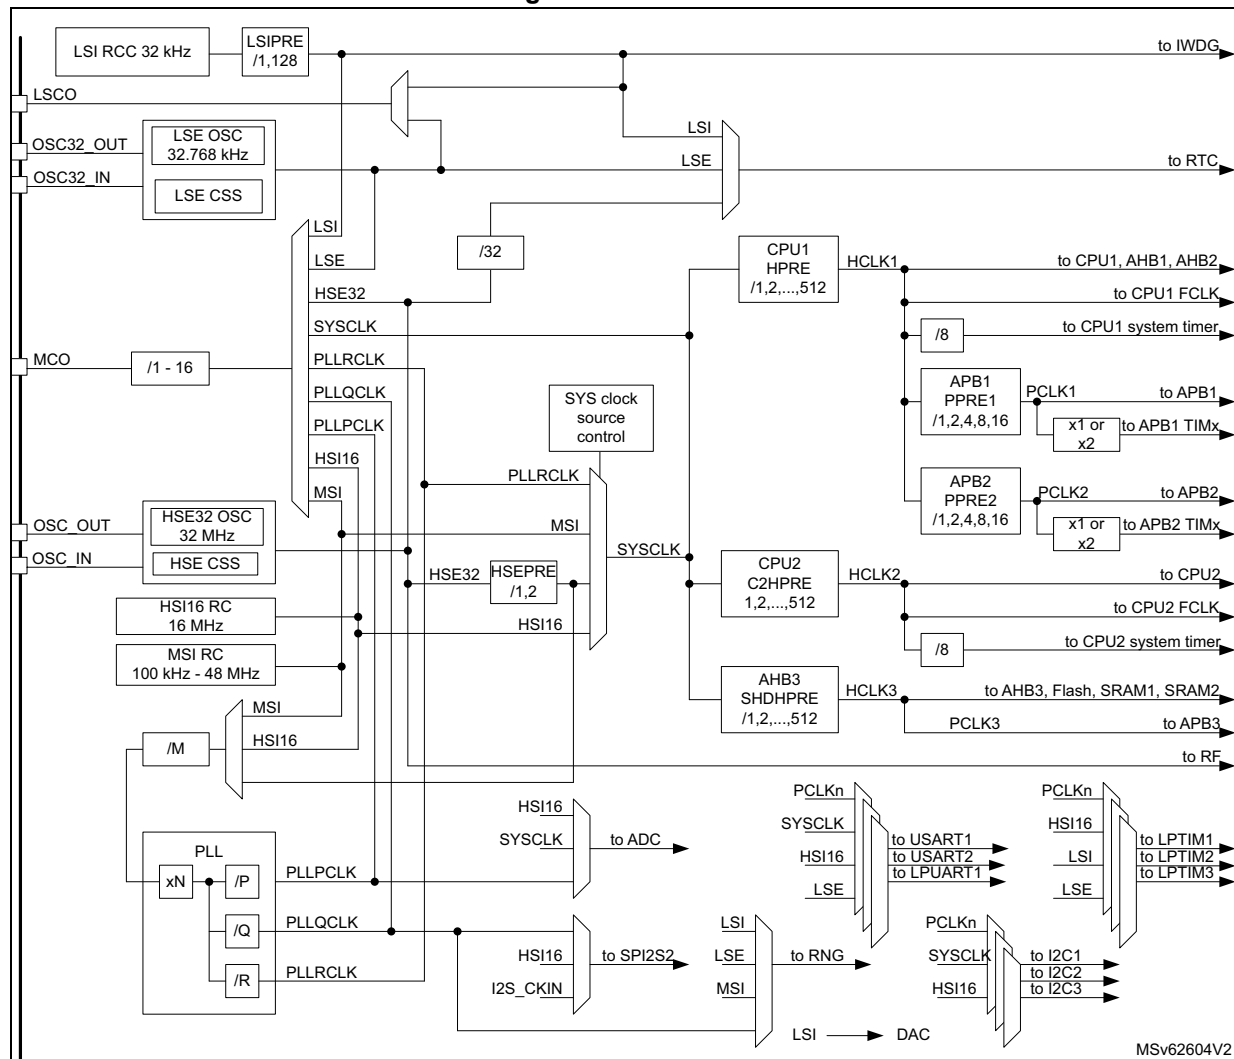 LSI RCC 32 kHz
LSIPRE
/1,128
to IWDG
LSCO
OSC32_OUT
LSE OSC
32.768 kHz
LSI
LSE
to RTC
OSC32_IN
LSE CSS
LSI
LSE
/32
CPU1
HPRE
/1,2,...,512
HCLK1
to CPU1, AHB1, AHB2
HSE32
to CPU1 FCLK
SYSCLK
/8
to CPU1 system timer
MCO
/1 - 16
PLLRCLK
PLLQCLK
PLLPCLK
HSI16
MSI
SYS clock
source
control
APB1
PPRE1
/1,2,4,8,16
PCLK1
to APB1
x1 or
x2
to APB1 TIMx
PLLRCLK
APB2
PPRE2
/1,2,4,8,16
PCLK2
to APB2
x1 or
x2
to APB2 TIMx
OSC_OUT
HSE32 OSC
32 MHz
MSI
OSC_IN
HSE CSS
SYSCLK
HSE32
HSEPRE
/1,2
CPU2
C2HPRE
1,2,...,512
HCLK2
to CPU2
to CPU2 FCLK
HSI16 RC
16 MHz
HSI16
/8
to CPU2 system timer
MSI RC
100 kHz - 48 MHz
AHB3
SHDHPRE
/1,2,...,512
HCLK3
to AHB3, Flash, SRAM1, SRAM2
PCLK3
to APB3
MSI
/M
HSI16
to RF
HSI16
SYSCLK
to ADC
PCLKn
SYSCLK
HSI16
LSE
to USART1
to USART2
to LPUART1
PCLKn
HSI16
LSI
LSE
to LPTIM1
to LPTIM2
to LPTIM3
PLL
xN
/P
PLLPCLK
/Q
PLLQCLK
/R
PLLRCLK
HSI16
I2S_CKIN
to SPI2S2
LSI
LSE
MSI
to RNG
PCLKn
SYSCLK
HSI16
to I2C1
to I2C2
to I2C3
LSI
DAC
MSv62604V2